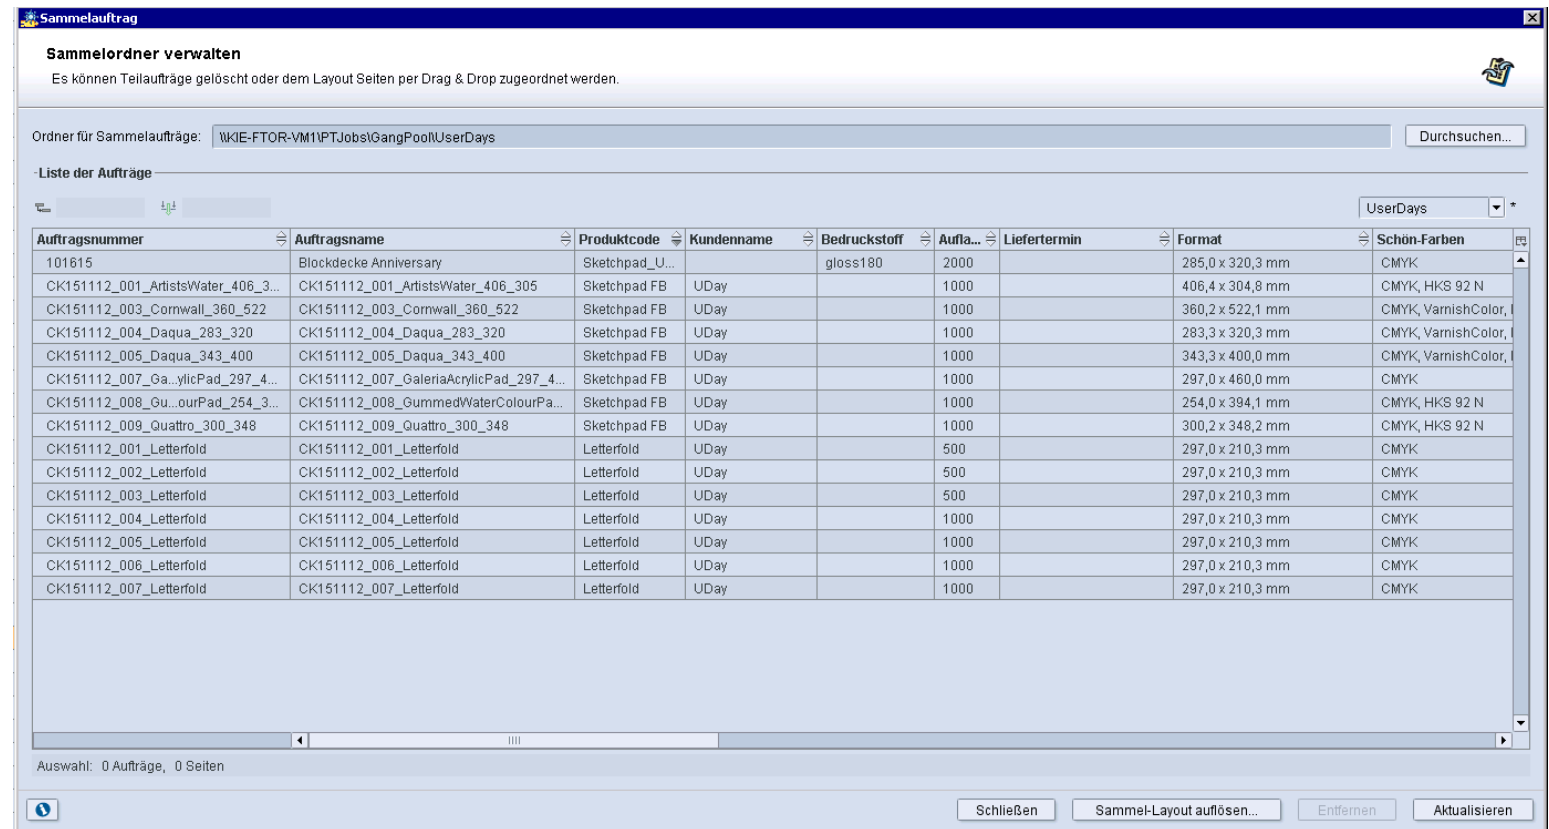 Sammelauftrag
Sammelordner verwalten
Es können Teilaufträge gelöscht oder dem Layout Seiten per Drag & Drop zugeordnet werden.
Ordner für Sammelaufträge: \\KIE-FTOR-VM1\PTJobs\GangPool\UserDays Durchsuchen...
Liste der Aufträge
UserDays *
Auftragsnummer Auftragsname Produktcode Kundenname Bedruckstoff Aufla... Liefertermin Format Schön-Farben
101615 Blockdecke Anniversary Sketchpad_U... gloss180 2000 285,0 x 320,3 mm CMYK
CK151112_001_ArtistsWater_406_3... CK151112_001_ArtistsWater_406_305 Sketchpad FB UDay 1000 406,4 x 304,8 mm CMYK, HKS 92 N
CK151112_003_Cornwall_360_522 CK151112_003_Cornwall_360_522 Sketchpad FB UDay 1000 360,2 x 522,1 mm CMYK, VarnishColor,
CK151112_004_Daqua_283_320 CK151112_004_Daqua_283_320 Sketchpad FB UDay 1000 283,3 x 320,3 mm CMYK, VarnishColor,
CK151112_005_Daqua_343_400 CK151112_005_Daqua_343_400 Sketchpad FB UDay 1000 343,3 x 400,0 mm CMYK, VarnishColor,
CK151112_007_Ga...ylicPad_297_4... CK151112_007_GaleriaAcrylicPad_297_4... Sketchpad FB UDay 1000 297,0 x 460,0 mm CMYK
CK151112_008_Gu...ourPad_254_3... CK151112_008_GummedWaterColourPa... Sketchpad FB UDay 1000 254,0 x 394,1 mm CMYK, HKS 92 N
CK151112_009_Quattro_300_348 CK151112_009_Quattro_300_348 Sketchpad FB UDay 1000 300,2 x 348,2 mm CMYK, HKS 92 N
CK151112_001_Letterfold CK151112_001_Letterfold Letterfold UDay 500 297,0 x 210,3 mm CMYK
CK151112_002_Letterfold CK151112_002_Letterfold Letterfold UDay 500 297,0 x 210,3 mm CMYK
CK151112_003_Letterfold CK151112_003_Letterfold Letterfold UDay 500 297,0 x 210,3 mm CMYK
CK151112_004_Letterfold CK151112_004_Letterfold Letterfold UDay 1000 297,0 x 210,3 mm CMYK
CK151112_005_Letterfold CK151112_005_Letterfold Letterfold UDay 1000 297,0 x 210,3 mm CMYK
CK151112_006_Letterfold CK151112_006_Letterfold Letterfold UDay 1000 297,0 x 210,3 mm CMYK
CK151112_007_Letterfold CK151112_007_Letterfold Letterfold UDay 1000 297,0 x 210,3 mm CMYK
Auswahl: 0 Aufträge, 0 Seiten
Schließen Sammel-Layout auflösen... Entfernen Aktualisieren